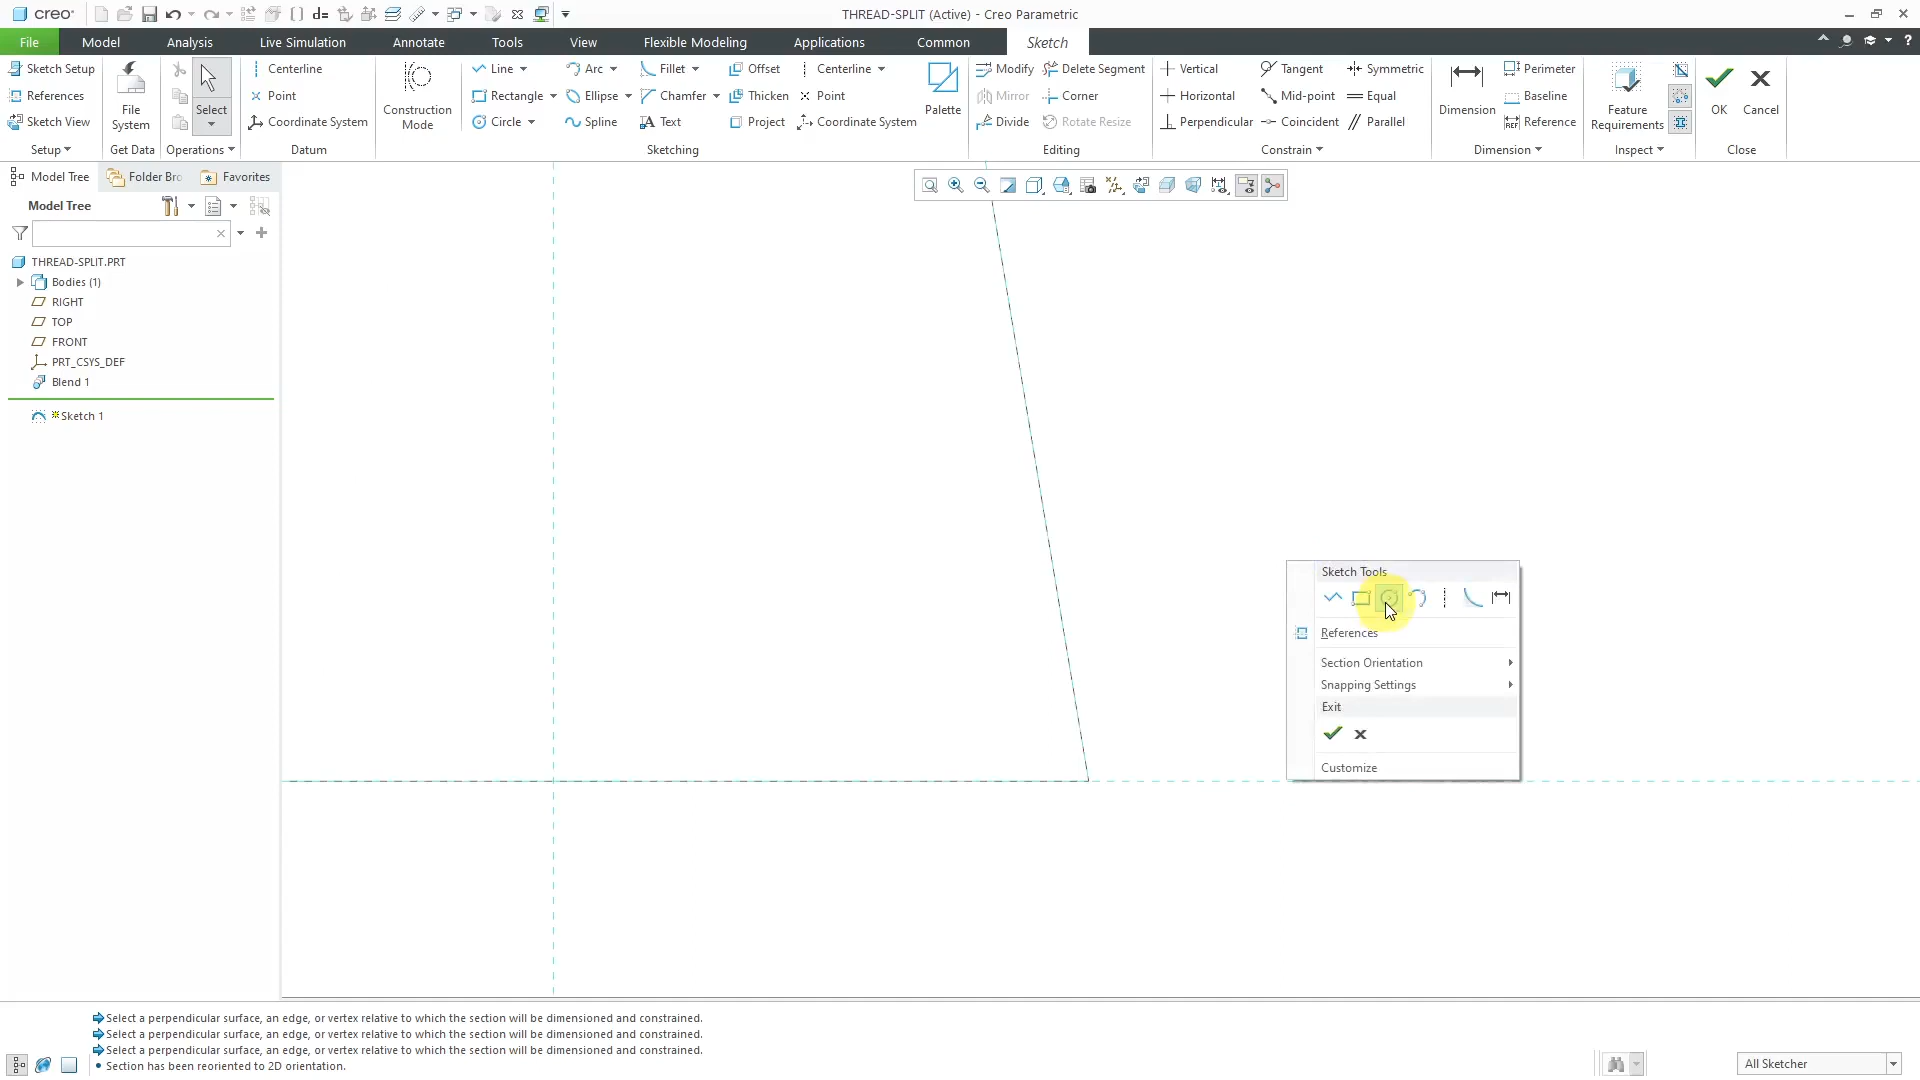 creo
THREAD-SPLIT (Active) - Creo Parametric
File
Model
Analysis
Live Simulation
Annotate
Tools
View
Flexible Modeling
Applications
Common
Sketch
Sketch Setup
References
Sketch View
Setup
File System
Get Data
Select
Operations
Centerline
Point
Coordinate System
Datum
Construction Mode
Line
Rectangle
Circle
Arc
Ellipse
Spline
Fillet
Chamfer
Text
Offset
Thicken
Project
Centerline
Point
Coordinate System
Palette
Sketching
Modify
Mirror
Divide
Delete Segment
Corner
Rotate Resize
Editing
Vertical
Horizontal
Perpendicular
Tangent
Mid-point
Coincident
Symmetric
Equal
Parallel
Constrain
Dimension
Perimeter
Baseline
Reference
Dimension
Feature Requirements
Inspect
OK
Cancel
Close
Model Tree
Folder Bro
Favorites
Model Tree
THREAD-SPLIT.PRT
Bodies (1)
RIGHT
TOP
FRONT
PRT_CSYS_DEF
Blend 1
Sketch 1
Sketch Tools
References
Section Orientation
Snapping Settings
Exit
Customize
Select a perpendicular surface, an edge, or vertex relative to which the section will be dimensioned and constrained.
Select a perpendicular surface, an edge, or vertex relative to which the section will be dimensioned and constrained.
Select a perpendicular surface, an edge, or vertex relative to which the section will be dimensioned and constrained.
• Section has been reoriented to 2D orientation.
All Sketcher